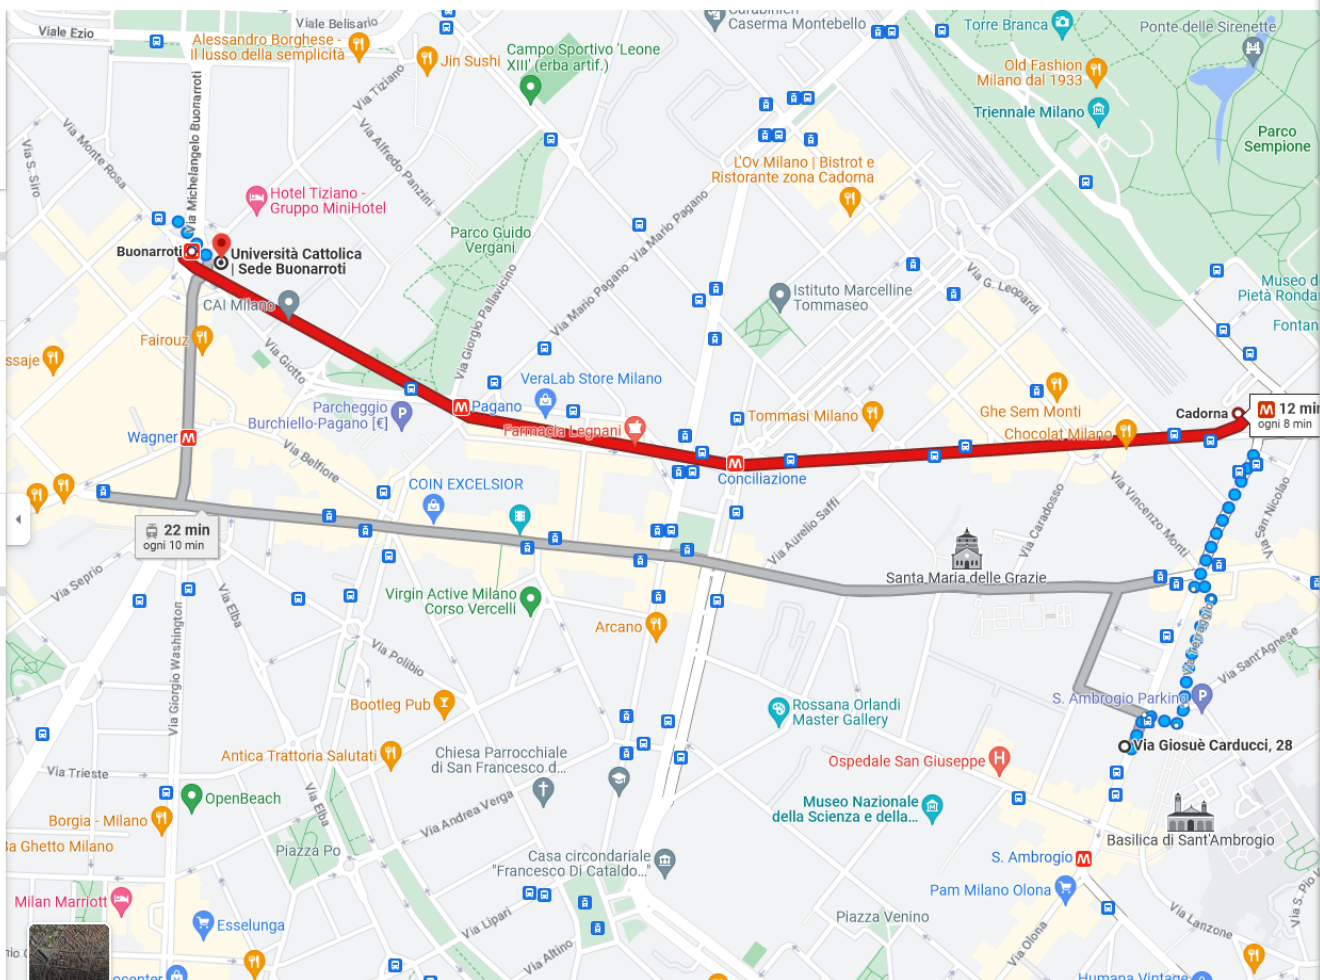 Carabinieri
Caserma Montebello
Viale Belisario
Viale Ezio
Alessandro Borghese -
Il lusso della semplicità
Jin Sushi
Campo Sportivo 'Leone
XIII' (erba artif.)
Torre Branca
Ponte delle Sirenette
Old Fashion
Milano dal 1933
Triennale Milano
Parco
Sempione
Via Tiziano
Via Michelangelo Buonarroti
Via Monte Rosa
Via S. Siro
Via Alfredo Panzini
L'Ov Milano | Bistrot e
Ristorante zona Cadorna
Hotel Tiziano -
Gruppo MiniHotel
Parco Guido
Vergani
Via Mario Pagano
Via Mario Pagano
Buonarroti
Università Cattolica
| Sede Buonarroti
Via G. Leopardi
Museo d
Pietà Ronda
Fontan
CAI Milano
Via Giorgio Pallavicino
Istituto Marcelline
Tommaseo
Fairouz
ssaje
Via Giotto
VeraLab Store Milano
Parcheggio
Burchiello-Pagano [€]
Pagano
Farmacia Legnani
Tommasi Milano
Ghe Sem Monti
Chocolat Milano
Cadorna
12 min
ogni 8 min
Wagner
Via Belfiore
Conciliazione
COIN EXCELSIOR
Via Aurelio Saffi
Via Caradosso
Via Vincenzo Monti
Via San Nicolao
22 min
ogni 10 min
Santa Maria delle Grazie
Via Seprio
Via Elba
Virgin Active Milano
Corso Vercelli
Arcano
Via Giorgio Washington
Via Polibio
Via Sant'Agnese
S. Ambrogio Parking
Bootleg Pub
Rossana Orlandi
Master Gallery
Via Giosuè Carducci, 28
Antica Trattoria Salutati
Chiesa Parrocchiale
di San Francesco d...
Ospedale San Giuseppe
Via Trieste
OpenBeach
Via Elba
Via Andrea Verga
Museo Nazionale
della Scienza e della...
Borgia - Milano
Ba Ghetto Milano
Piazza Po
Casa circondariale
"Francesco Di Cataldo..."
Basilica di Sant'Ambrogio
S. Ambrogio
Pam Milano Olona
Milan Marriott
Esselunga
Via Lipari
Via Altino
Piazza Venino
Via Olona
Via Lanzone
Via S. Pio V
Humana Vintage